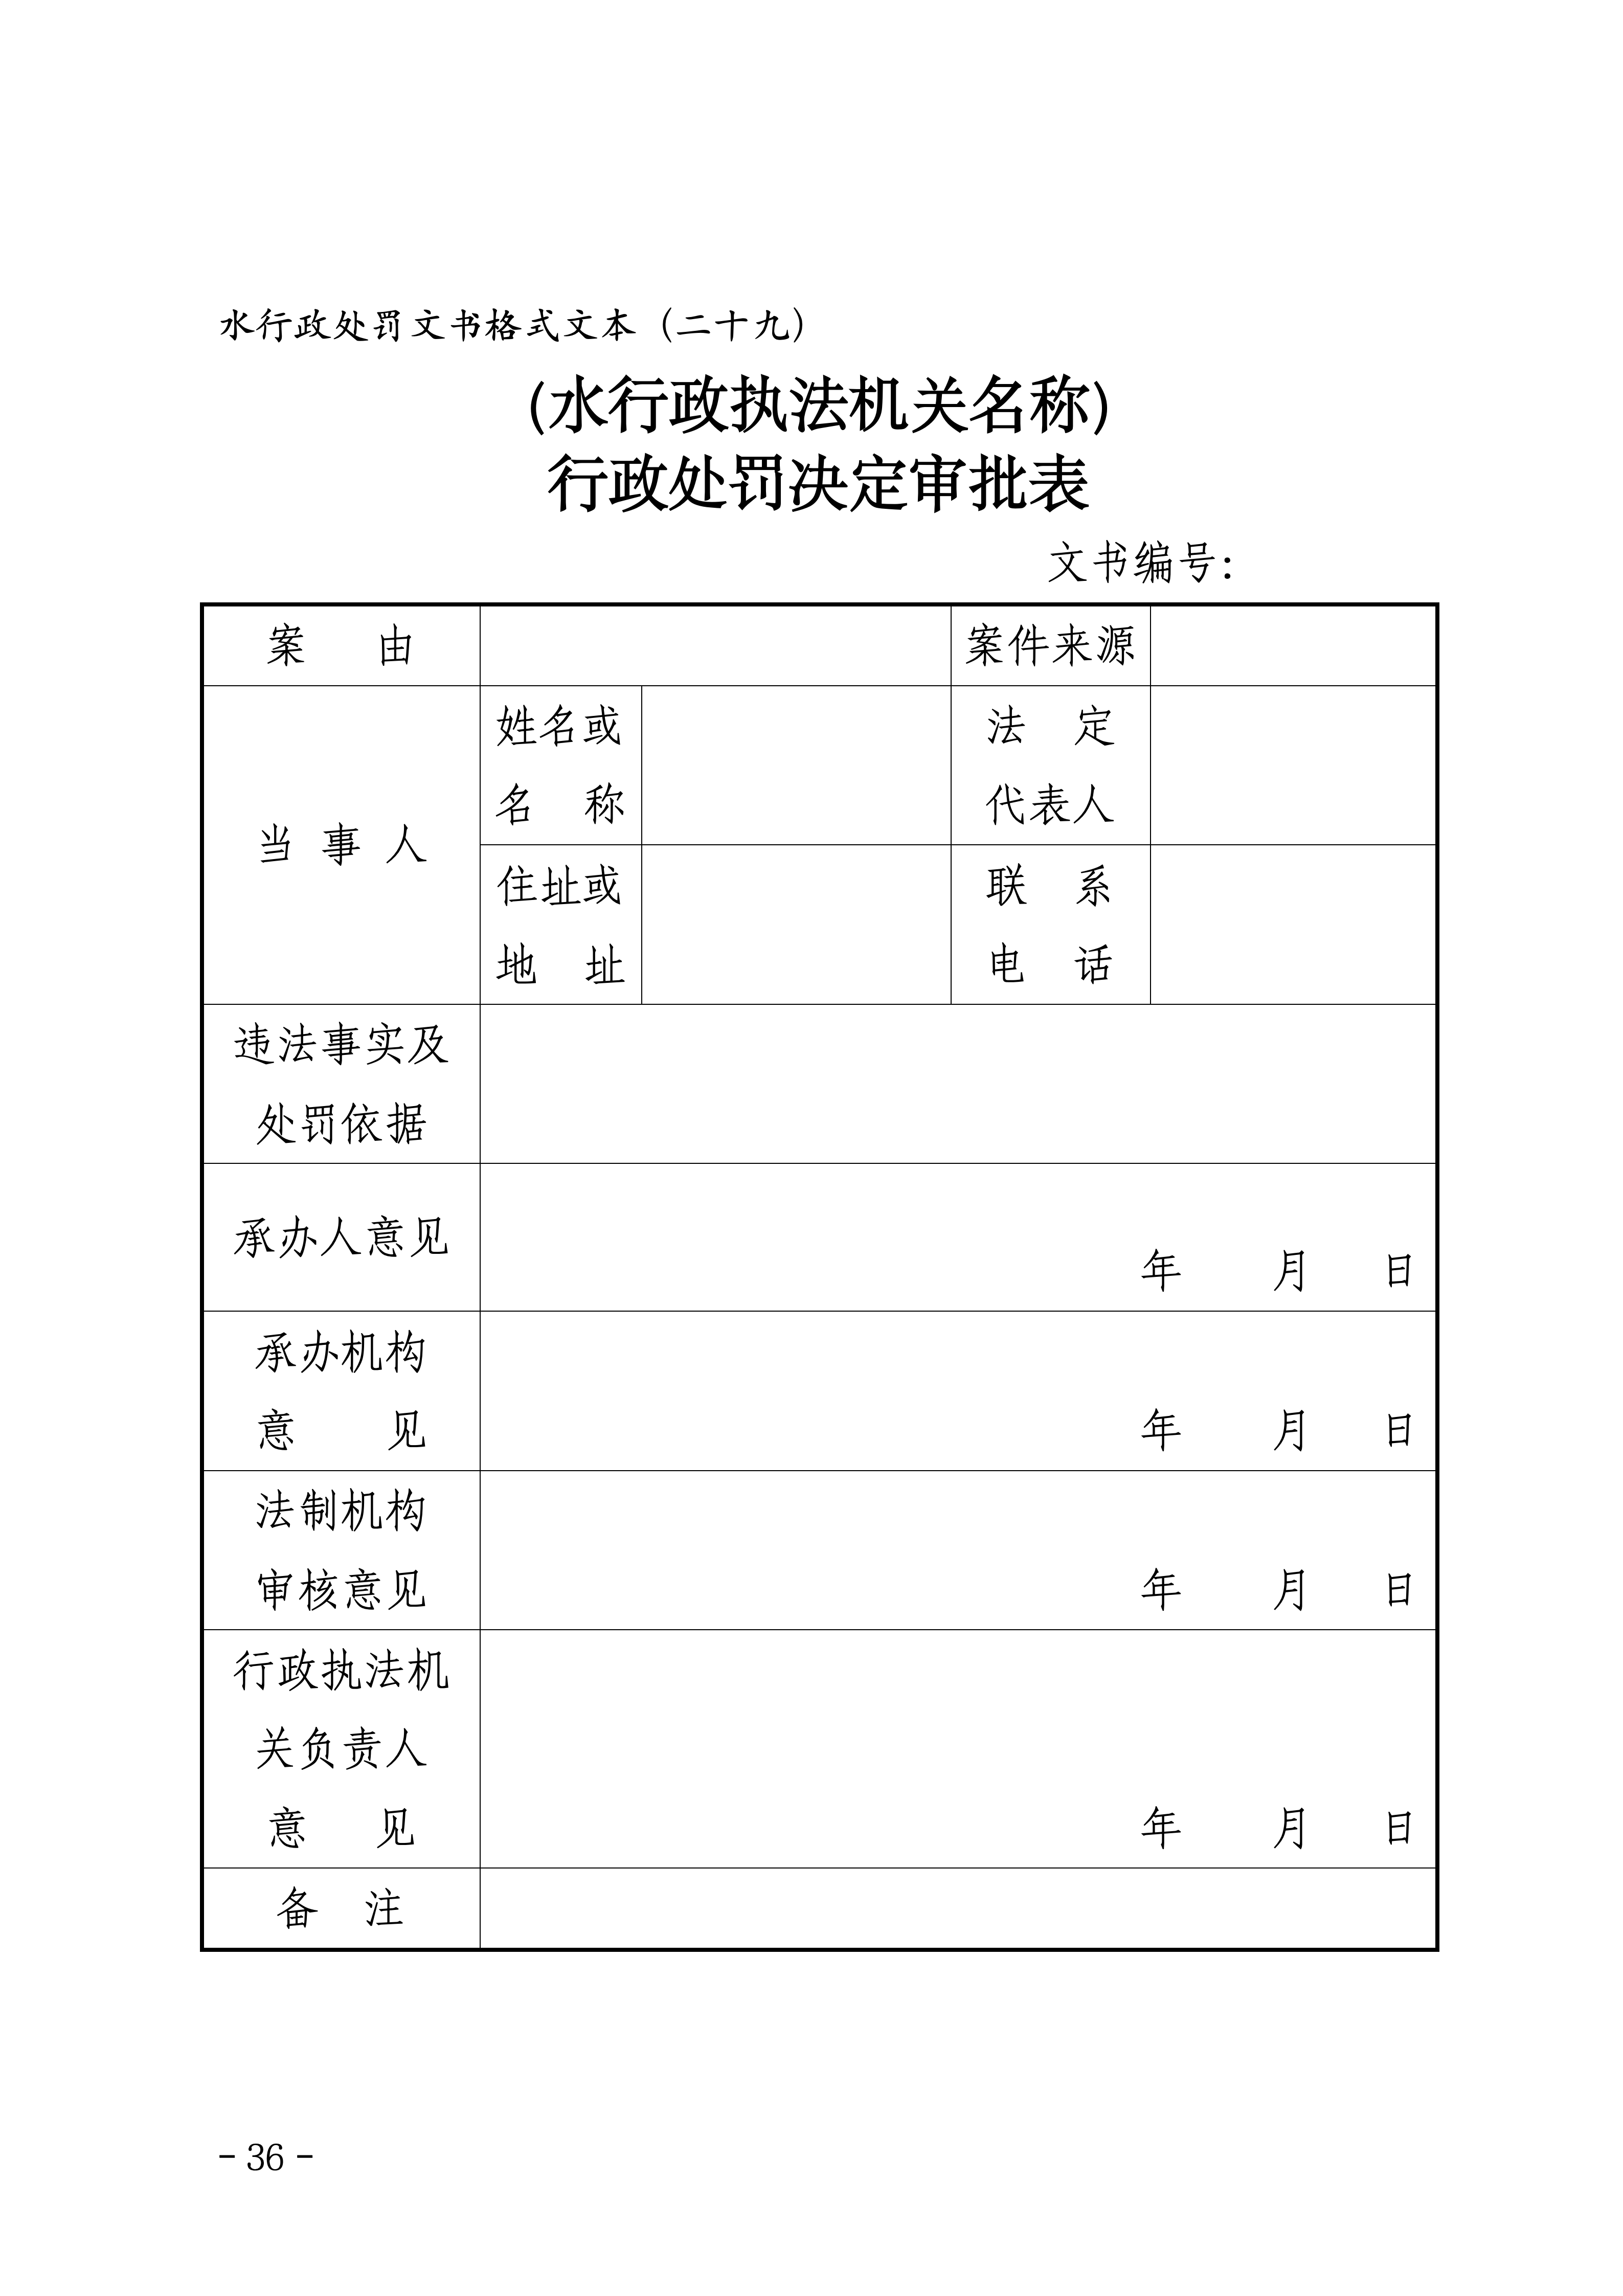 水行政处罚文书格式文本（二十九）
（水行政执法机关名称）
行政处罚决定审批表
文书编号：
案 由 案件来源
当 事 人
姓名或
名 称
法 定
代表人
住址或
地 址
联 系
电 话
违法事实及
处罚依据
承办人意见
年 月 日
承办机构
意 见
年 月 日
法制机构
审核意见
年 月 日
行政执法机
关负责人
意 见
年 月 日
备 注
- 36 -